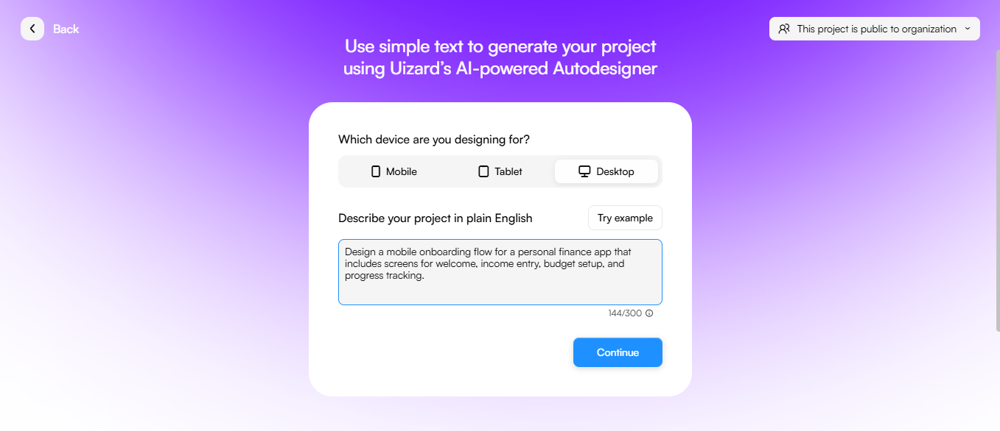 Back
This project is public to organization
Use simple text to generate your project
using Uizard’s AI-powered Autodesigner
Which device are you designing for?
Mobile
Tablet
Desktop
Describe your project in plain English
Try example
Design a mobile onboarding flow for a personal finance app that
includes screens for welcome, income entry, budget setup, and
progress tracking.
144/300
Continue